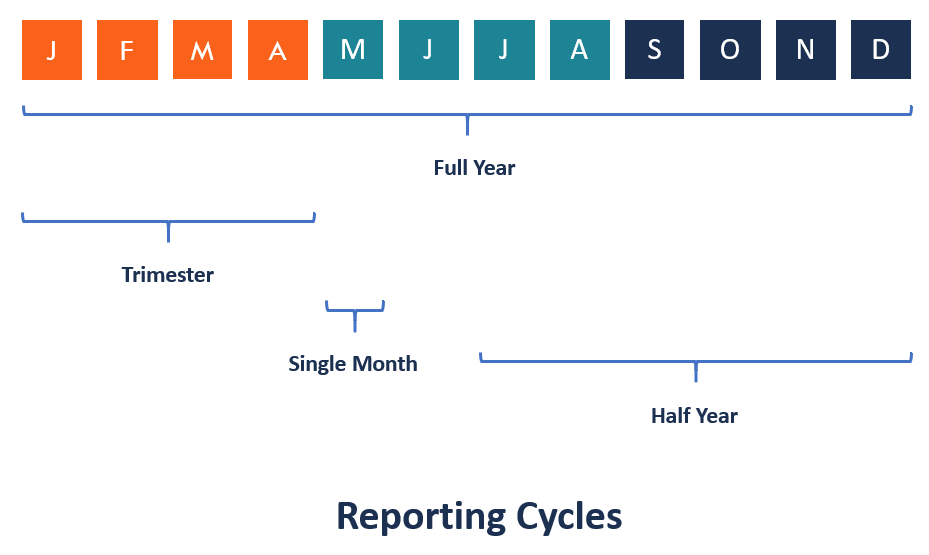 J F M A M J J A S O N D
Full Year
Trimester
Single Month
Half Year
Reporting Cycles